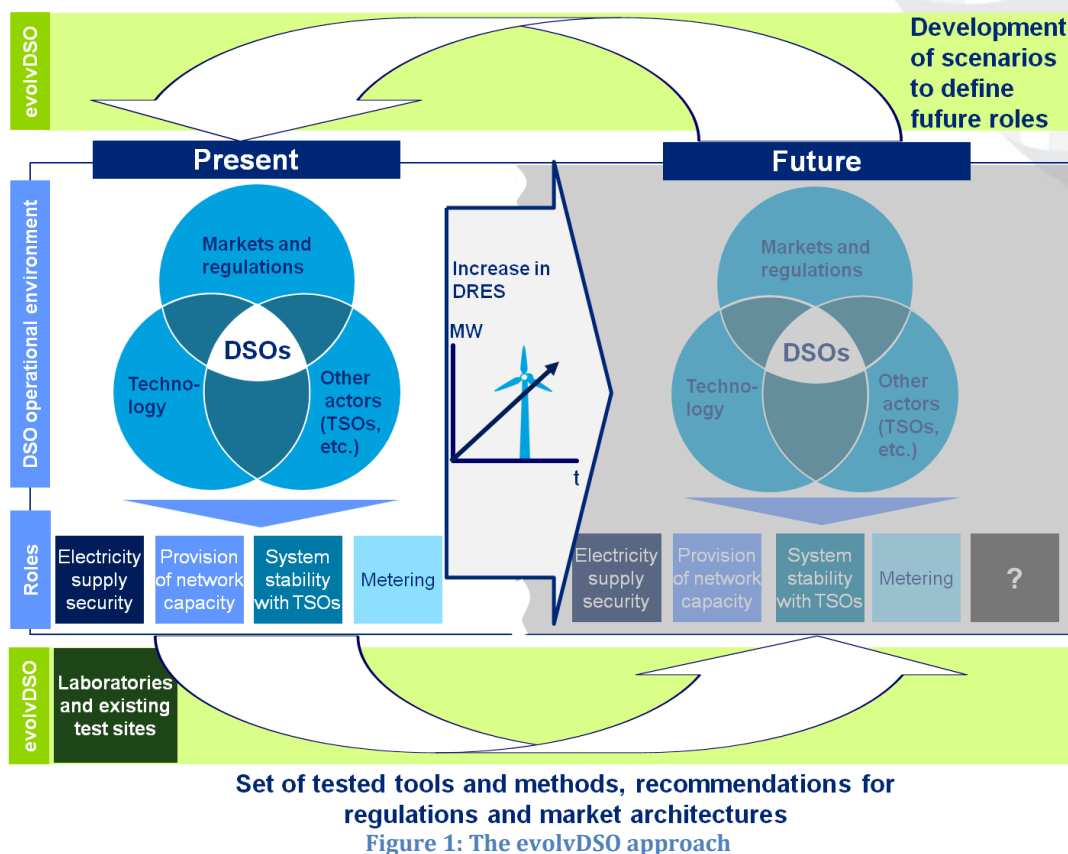 evolvDSO
Development
of scenarios
to define
fufure roles
Present
Future
DSO operational environment
Markets and
regulations
DSOs
Techno-
logy
Other
actors
(TSOs,
etc.)
Increase in
DRES
MW
t
Markets and
regulations
DSOs
Techno-
logy
Other
actors
(TSOs,
etc.)
Roles
Electricity
supply
security
Provision
of network
capacity
System
stability
with TSOs
Metering
Electricity
supply
security
Provision
of network
capacity
System
stability
with TSOs
Metering
?
evolvDSO
Laboratories
and existing
test sites
Set of tested tools and methods, recommendations for
regulations and market architectures
Figure 1: The evolvDSO approach